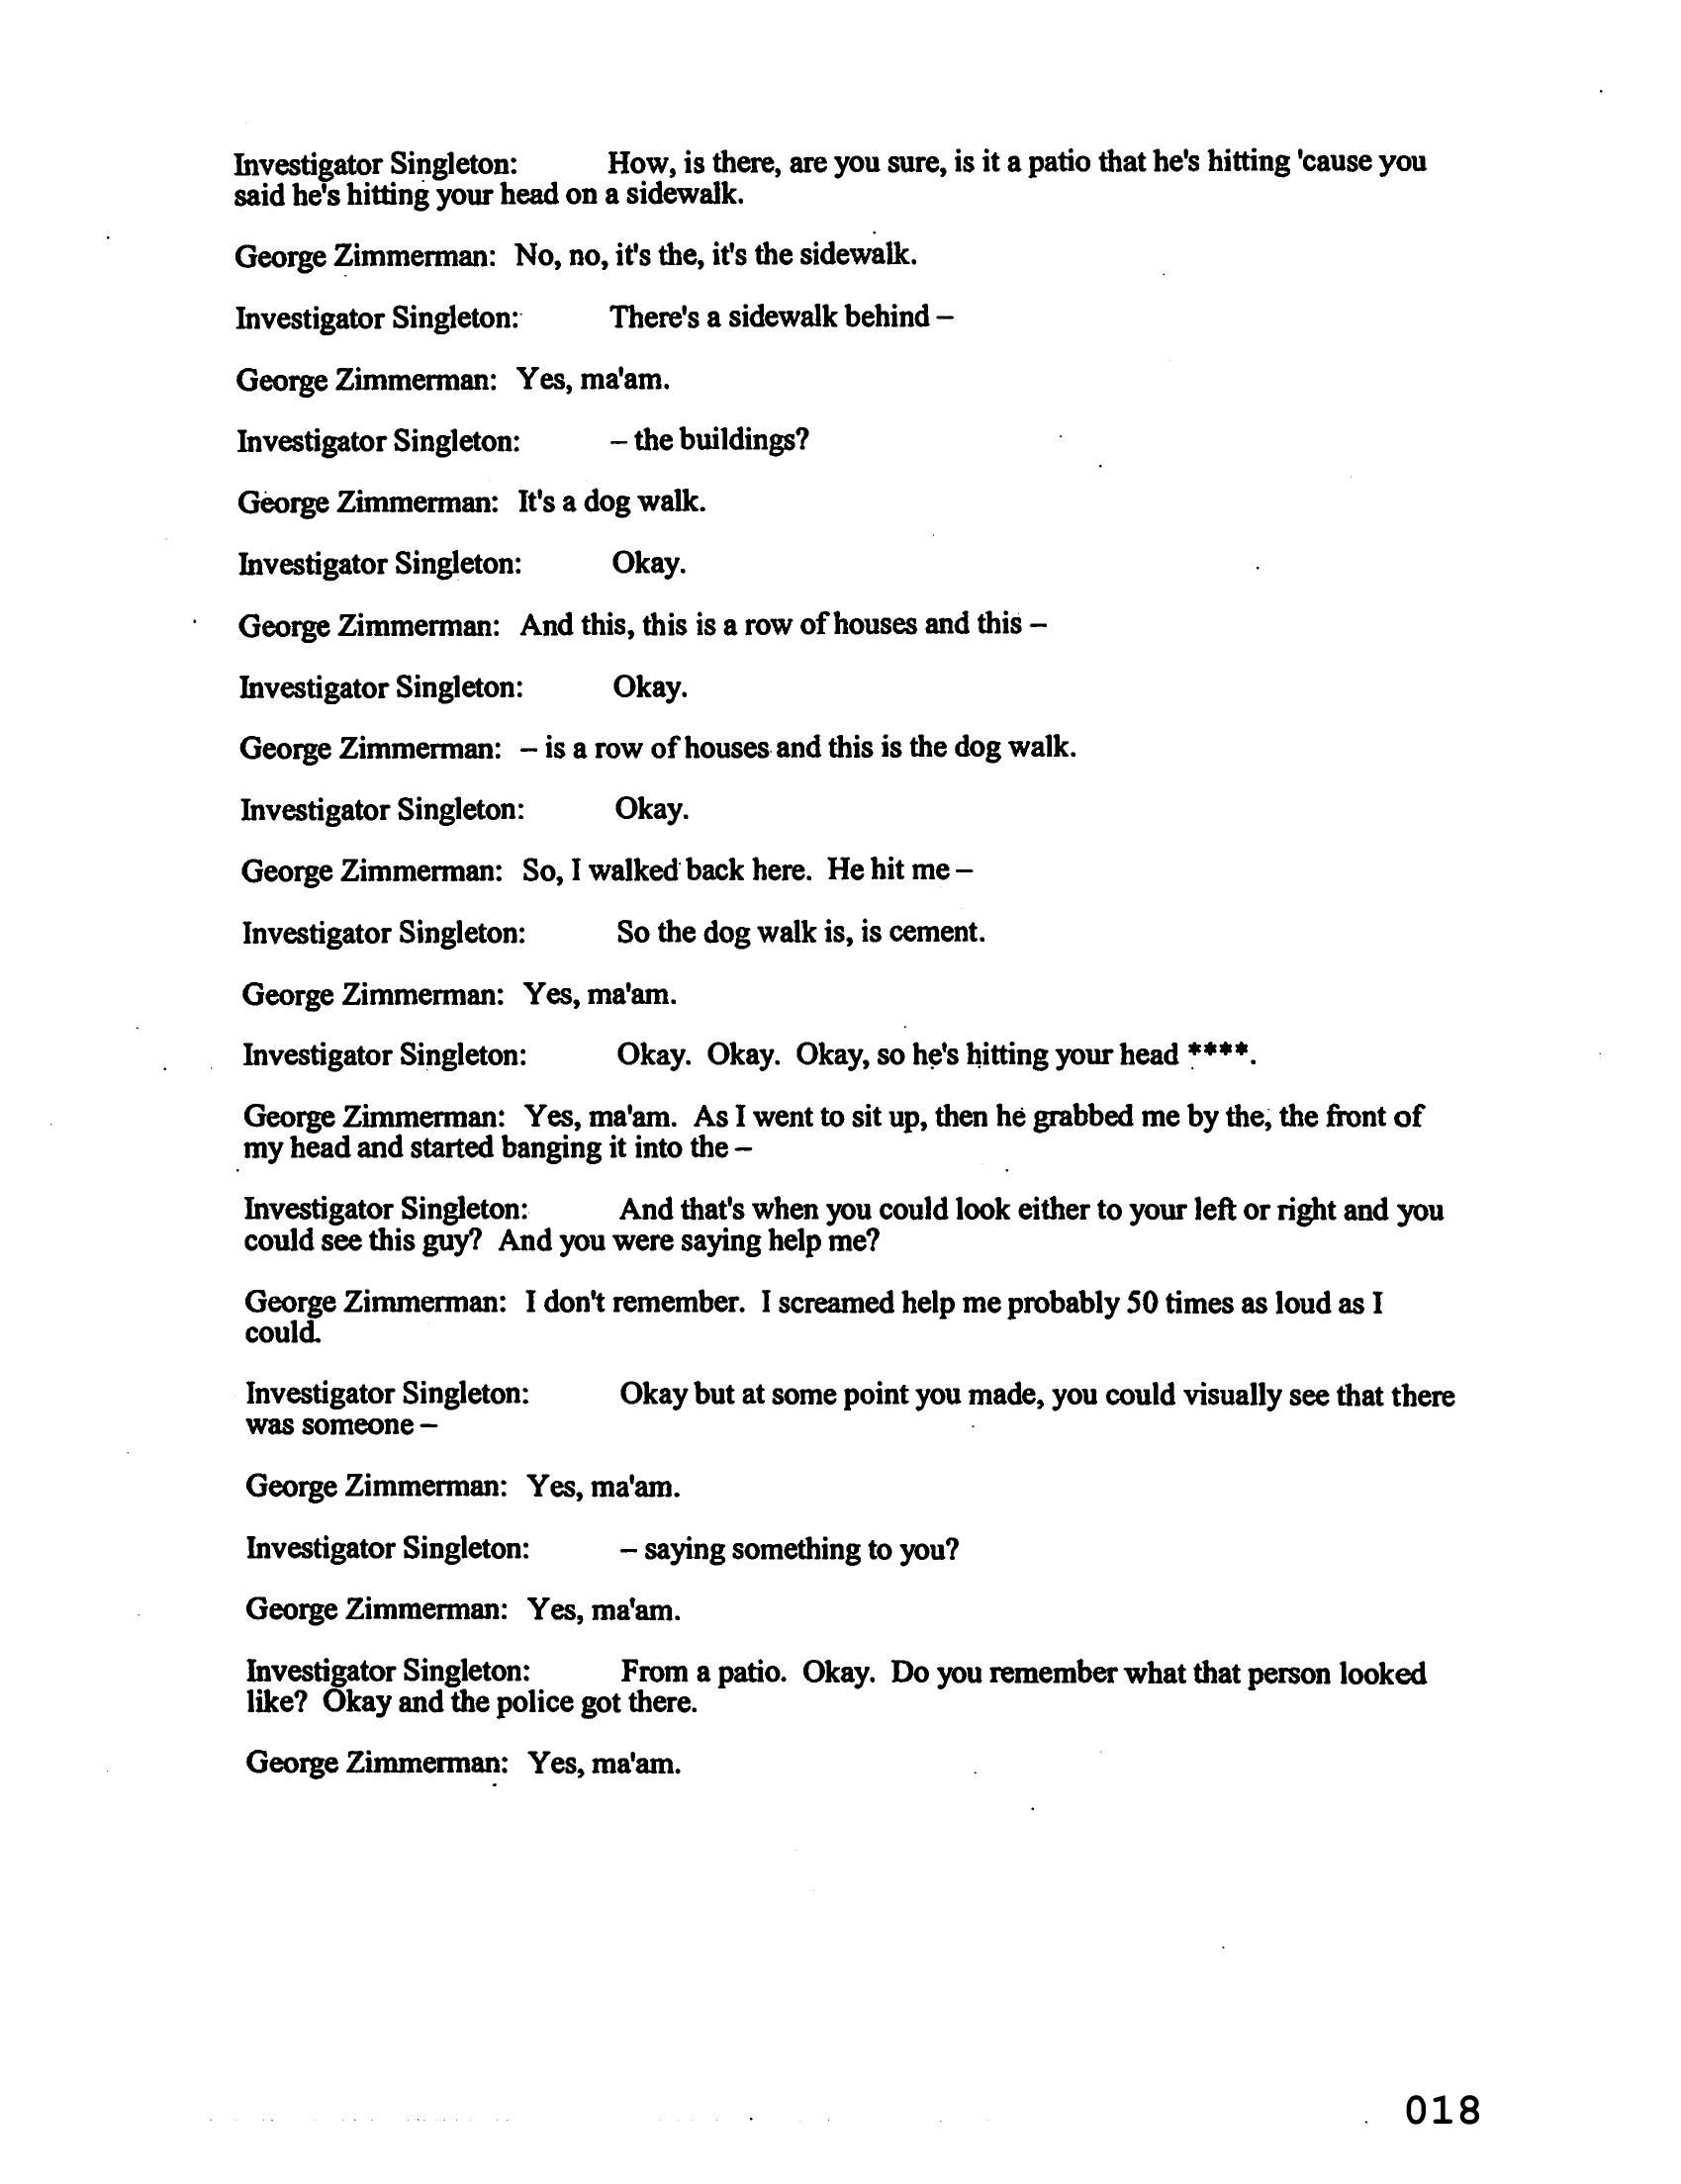 Investigator Singleton: How, is there, are you sure, is it a patio that he's hitting 'cause you
said he's hitting your head on a sidewalk.
George Zimmerman: No, no, it's the, it's the sidewalk.
Investigator Singleton: There's a sidewalk behind –
George Zimmerman: Yes, ma'am.
Investigator Singleton: – the buildings?
George Zimmerman: It's a dog walk.
Investigator Singleton: Okay.
George Zimmerman: And this, this is a row of houses and this –
Investigator Singleton: Okay.
George Zimmerman: – is a row of houses and this is the dog walk.
Investigator Singleton: Okay.
George Zimmerman: So, I walked back here. He hit me –
Investigator Singleton: So the dog walk is, is cement.
George Zimmerman: Yes, ma'am.
Investigator Singleton: Okay. Okay. Okay, so he's hitting your head ****.
George Zimmerman: Yes, ma'am. As I went to sit up, then he grabbed me by the, the front of
my head and started banging it into the –
Investigator Singleton: And that's when you could look either to your left or right and you
could see this guy? And you were saying help me?
George Zimmerman: I don't remember. I screamed help me probably 50 times as loud as I
could.
Investigator Singleton: Okay but at some point you made, you could visually see that there
was someone –
George Zimmerman: Yes, ma'am.
Investigator Singleton: – saying something to you?
George Zimmerman: Yes, ma'am.
Investigator Singleton: From a patio. Okay. Do you remember what that person looked
like? Okay and the police got there.
George Zimmerman: Yes, ma'am.
018